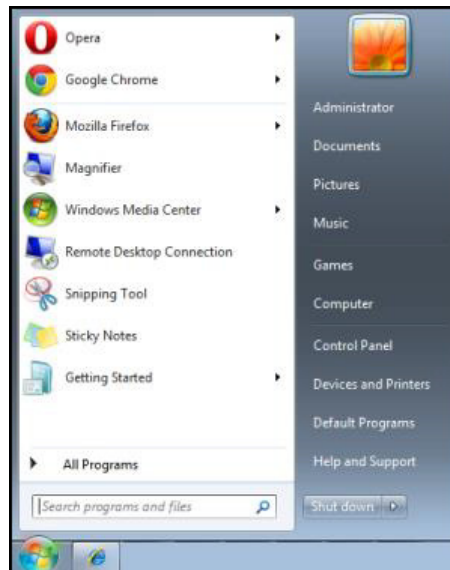 Opera
Google Chrome
Mozilla Firefox
Magnifier
Windows Media Center
Remote Desktop Connection
Snipping Tool
Sticky Notes
Getting Started
All Programs
Search programs and files
Administrator
Documents
Pictures
Music
Games
Computer
Control Panel
Devices and Printers
Default Programs
Help and Support
Shut down